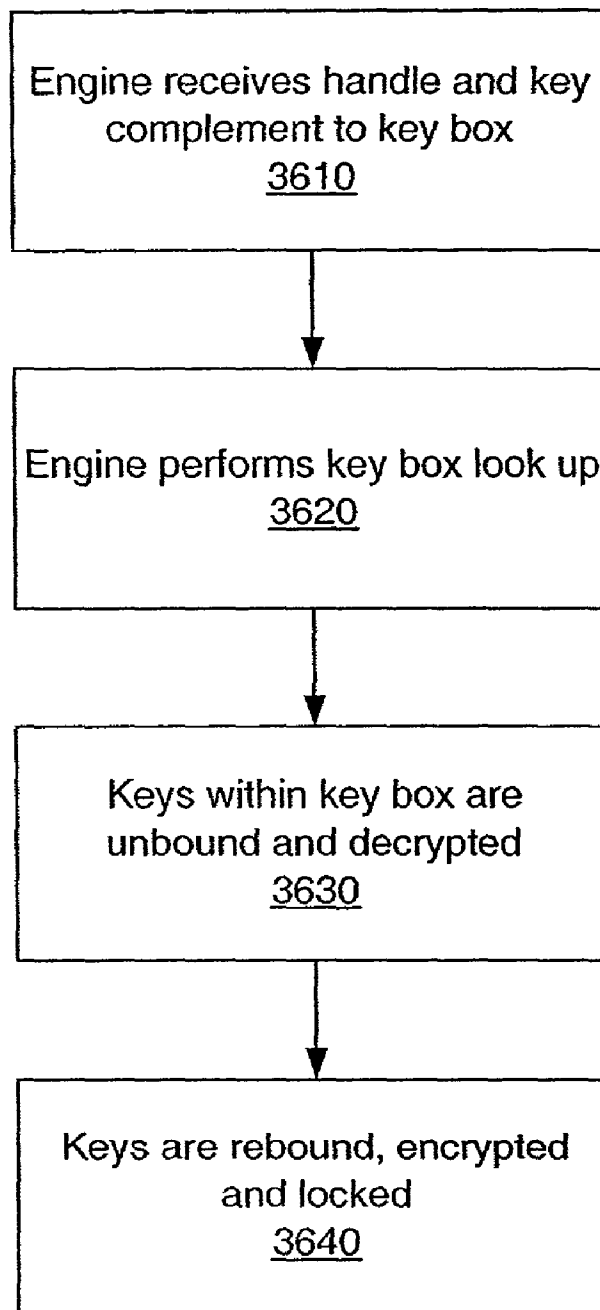 Engine receives handle and key
complement to key box
3610
Engine performs key box look up
3620
Keys within key box are
unbound and decrypted
3630
Keys are rebound, encrypted
and locked
3640